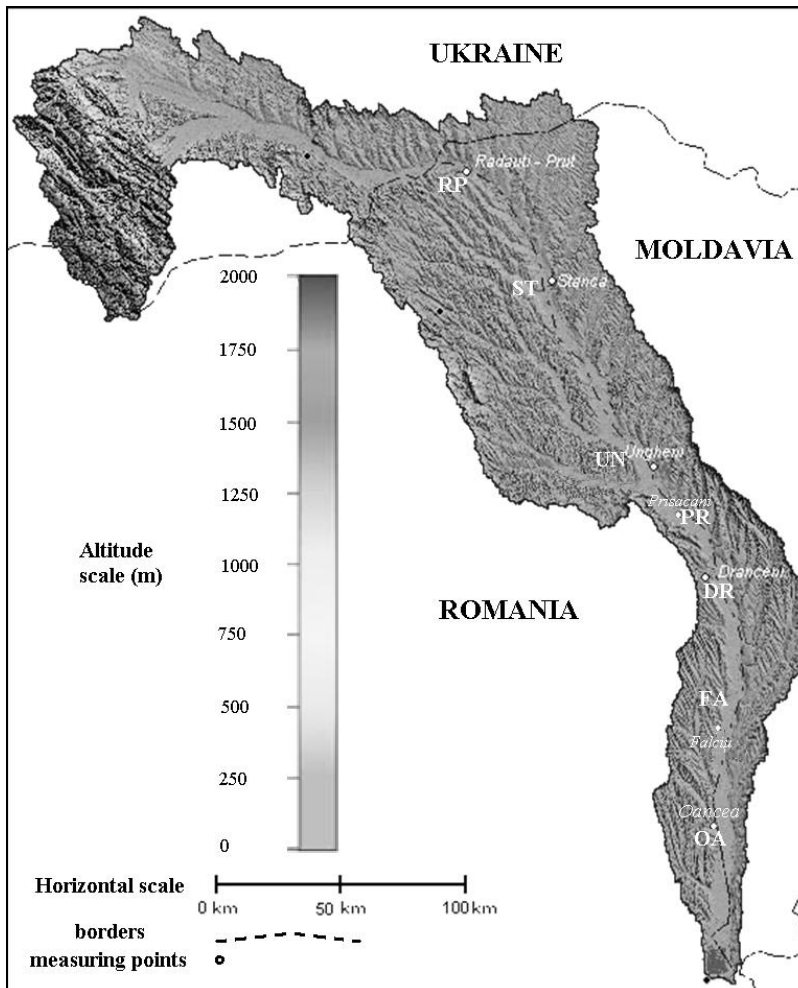 UKRAINE
Radauti - Prut
RP
MOLDAVIA
2000
ST Stanca
1750
1500
UN Ungheni
1250
Prisacani
PR
Altitude
scale (m)
1000
Dranceni
DR
ROMANIA
750
500
FA
Falciu
250
Oancea
OA
0
Horizontal scale
0 km 50 km 100 km
borders
measuring points